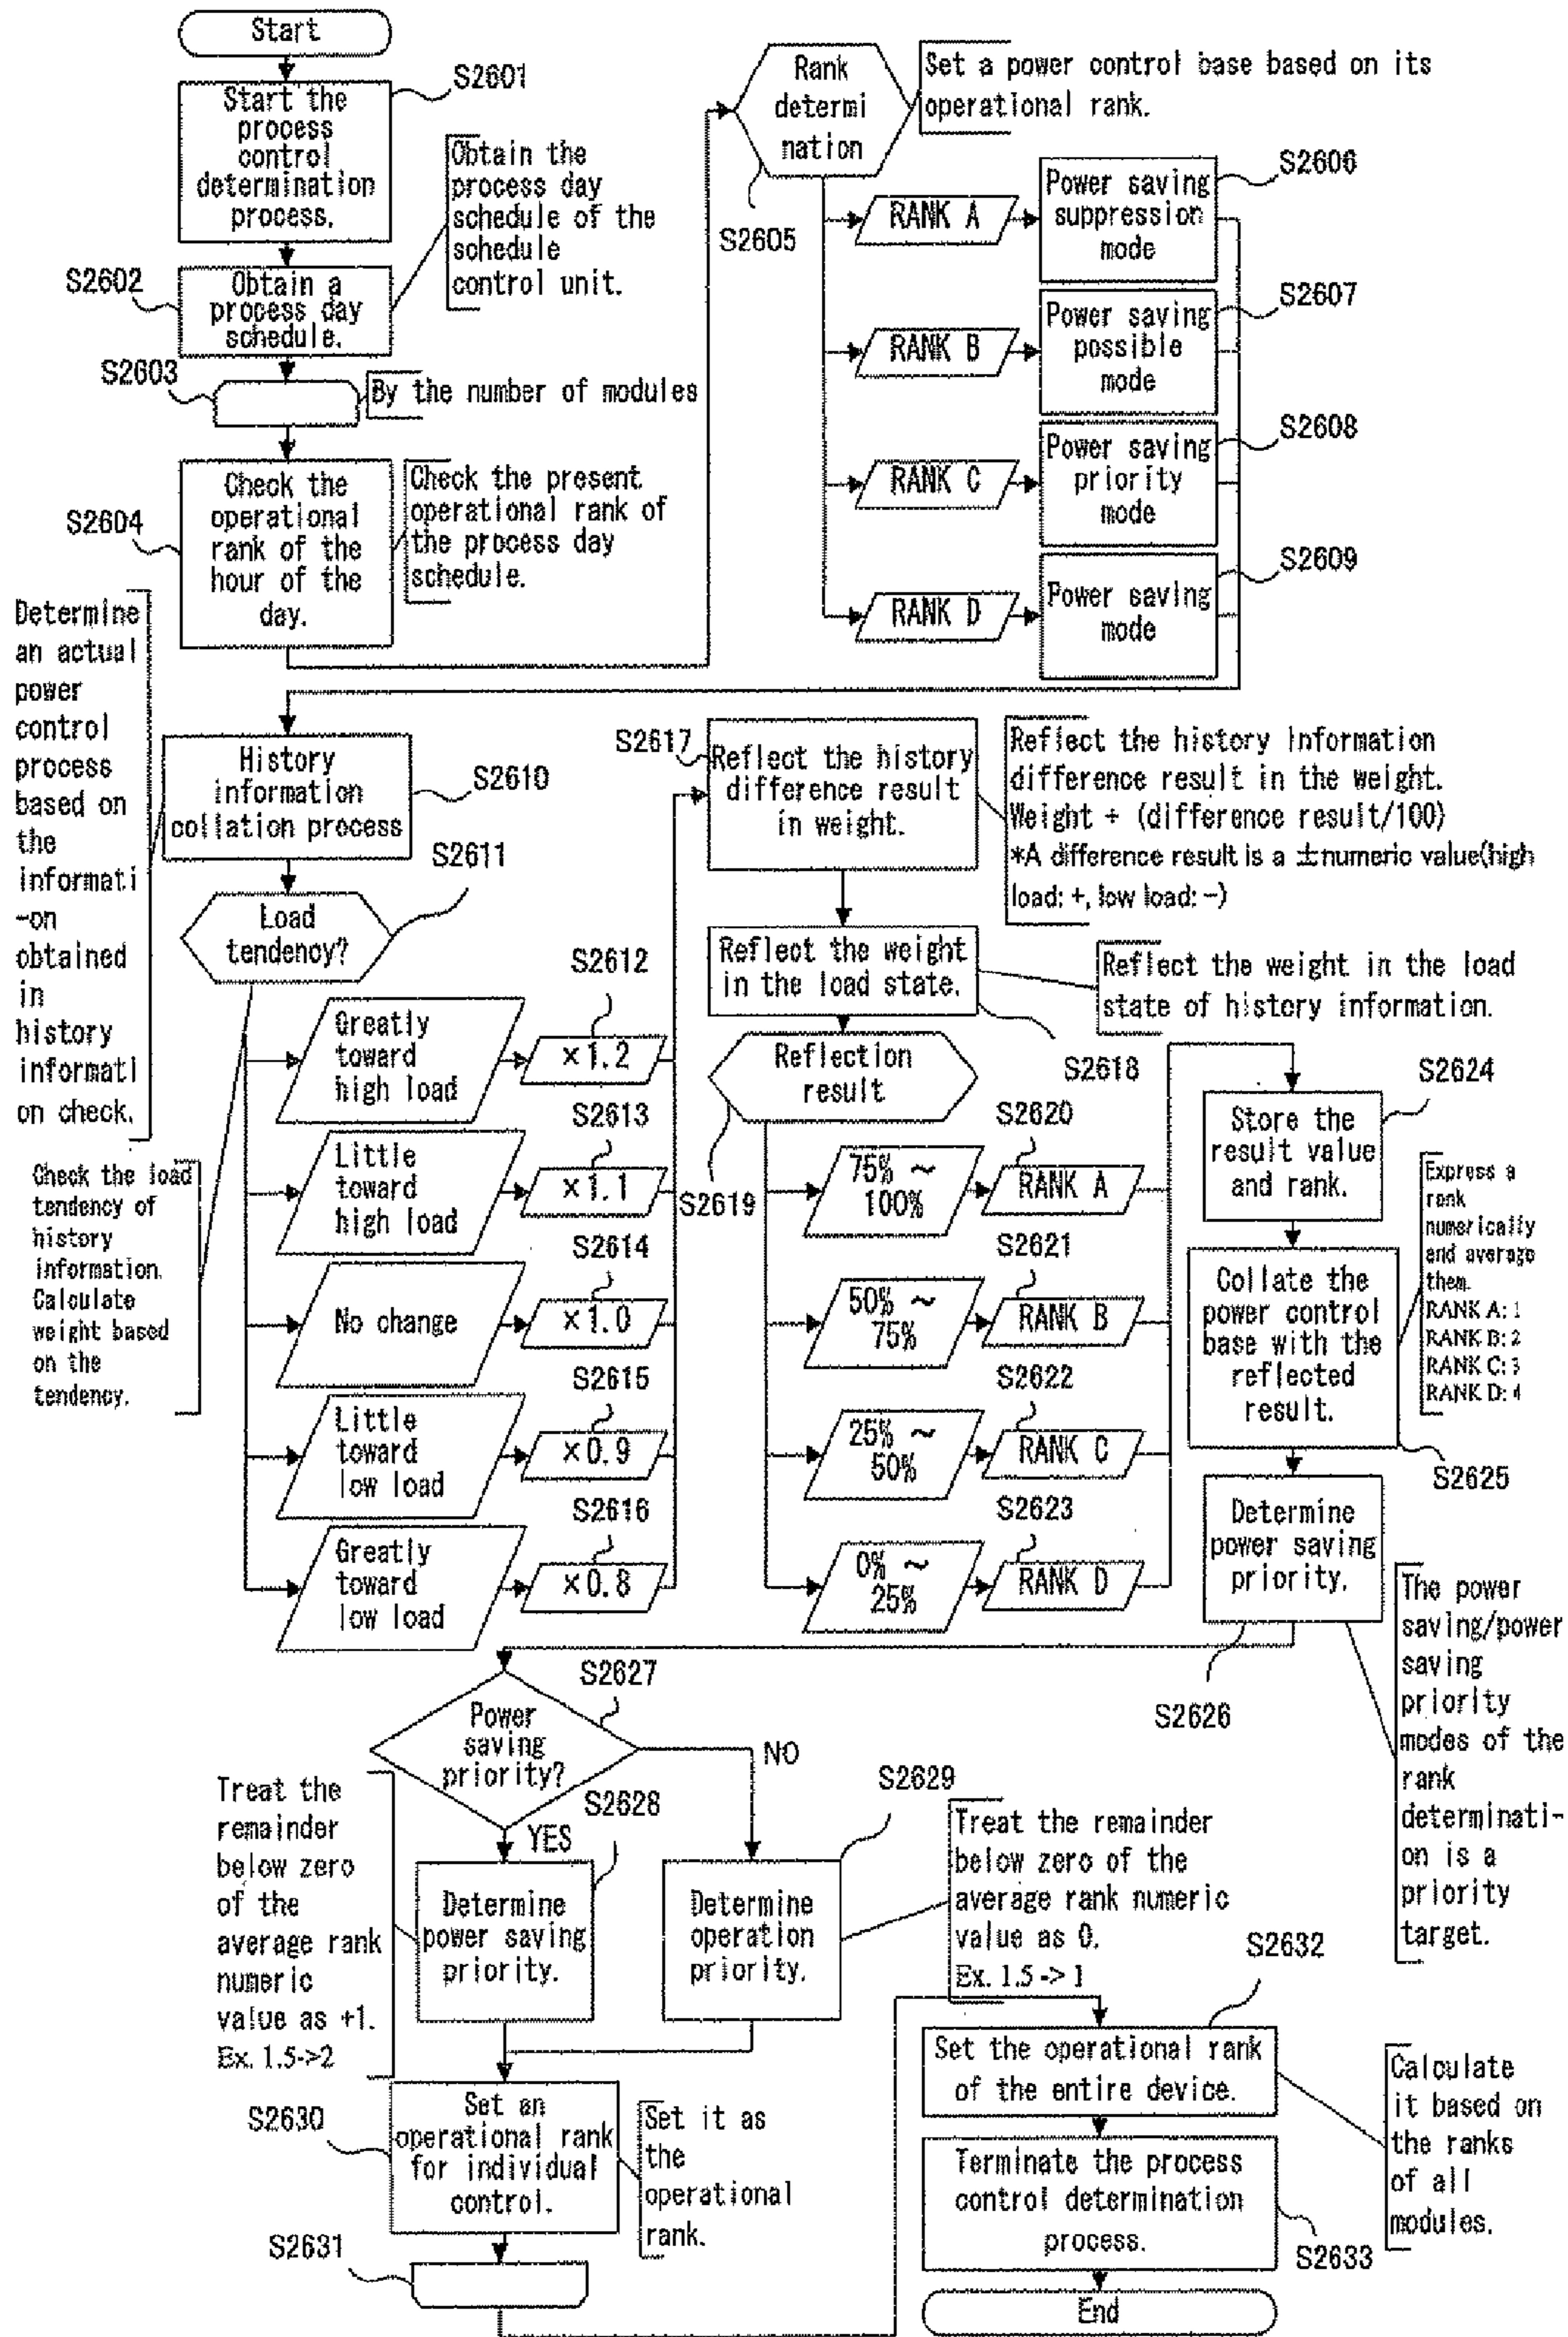 Start
S2601
Start the
process
control
determination
process.
Obtain the
process day
schedule of the
schedule
control unit.
S2602
Obtain a
process day
schedule.
S2603
By the number of modules
S2604
Check the
operational
rank of the
hour of the
day.
Check the present
operational rank of
the process day
schedule.
Rank
determi
nation
Set a power control base based on its
operational rank.
S2605
RANK A
Power saving
suppression
mode
S2606
RANK B
Power saving
possible
mode
S2607
RANK C
Power saving
priority
mode
S2608
RANK D
Power saving
mode
S2609
Determine
an actual
power
control
process
based on
the
informati
-on
obtained
in
history
informati
on check.
History
information
collation process
S2610
S2611
Load
tendency?
Check the load
tendency of
history
information.
Calculate
weight based
on the
tendency.
S2612
Greatly
toward
high load
×1.2
S2613
Little
toward
high load
×1.1
S2614
No change
×1.0
S2615
Little
toward
low load
×0.9
S2616
Greatly
toward
low load
×0.8
S2617
Reflect the history
difference result
in weight.
Reflect the history information
difference result in the weight.
Weight + (difference result/100)
*A difference result is a ±numeric value(high
load: +, low load: -)
Reflect the weight
in the load state.
Reflect the weight in the load
state of history information.
S2618
Reflection
result
S2619
S2620
75% ~
100%
RANK A
S2621
50% ~
75%
RANK B
S2622
25% ~
50%
RANK C
S2623
0% ~
25%
RANK D
S2624
Store the
result value
and rank.
Express a
rank
numerically
and average
them.
RANK A: 1
RANK B: 2
RANK C: 3
RANK D: 4
Collate the
power control
base with the
reflected
result.
S2625
Determine
power saving
priority.
S2626
The power
saving/power
saving
priority
modes of the
rank
determinati-
on is a
priority
target.
S2627
Power
saving
priority?
NO
YES
Treat the
remainder
below zero
of the
average rank
numeric
value as +1.
Ex. 1.5->2
S2628
Determine
power saving
priority.
S2629
Determine
operation
priority.
Treat the remainder
below zero of the
average rank numeric
value as 0.
Ex. 1.5 -> 1
S2630
Set an
operational rank
for individual
control.
Set it as
the
operational
rank.
S2631
S2632
Set the operational rank
of the entire device.
Calculate
it based on
the ranks
of all
modules.
Terminate the process
control determination
process.
S2633
End